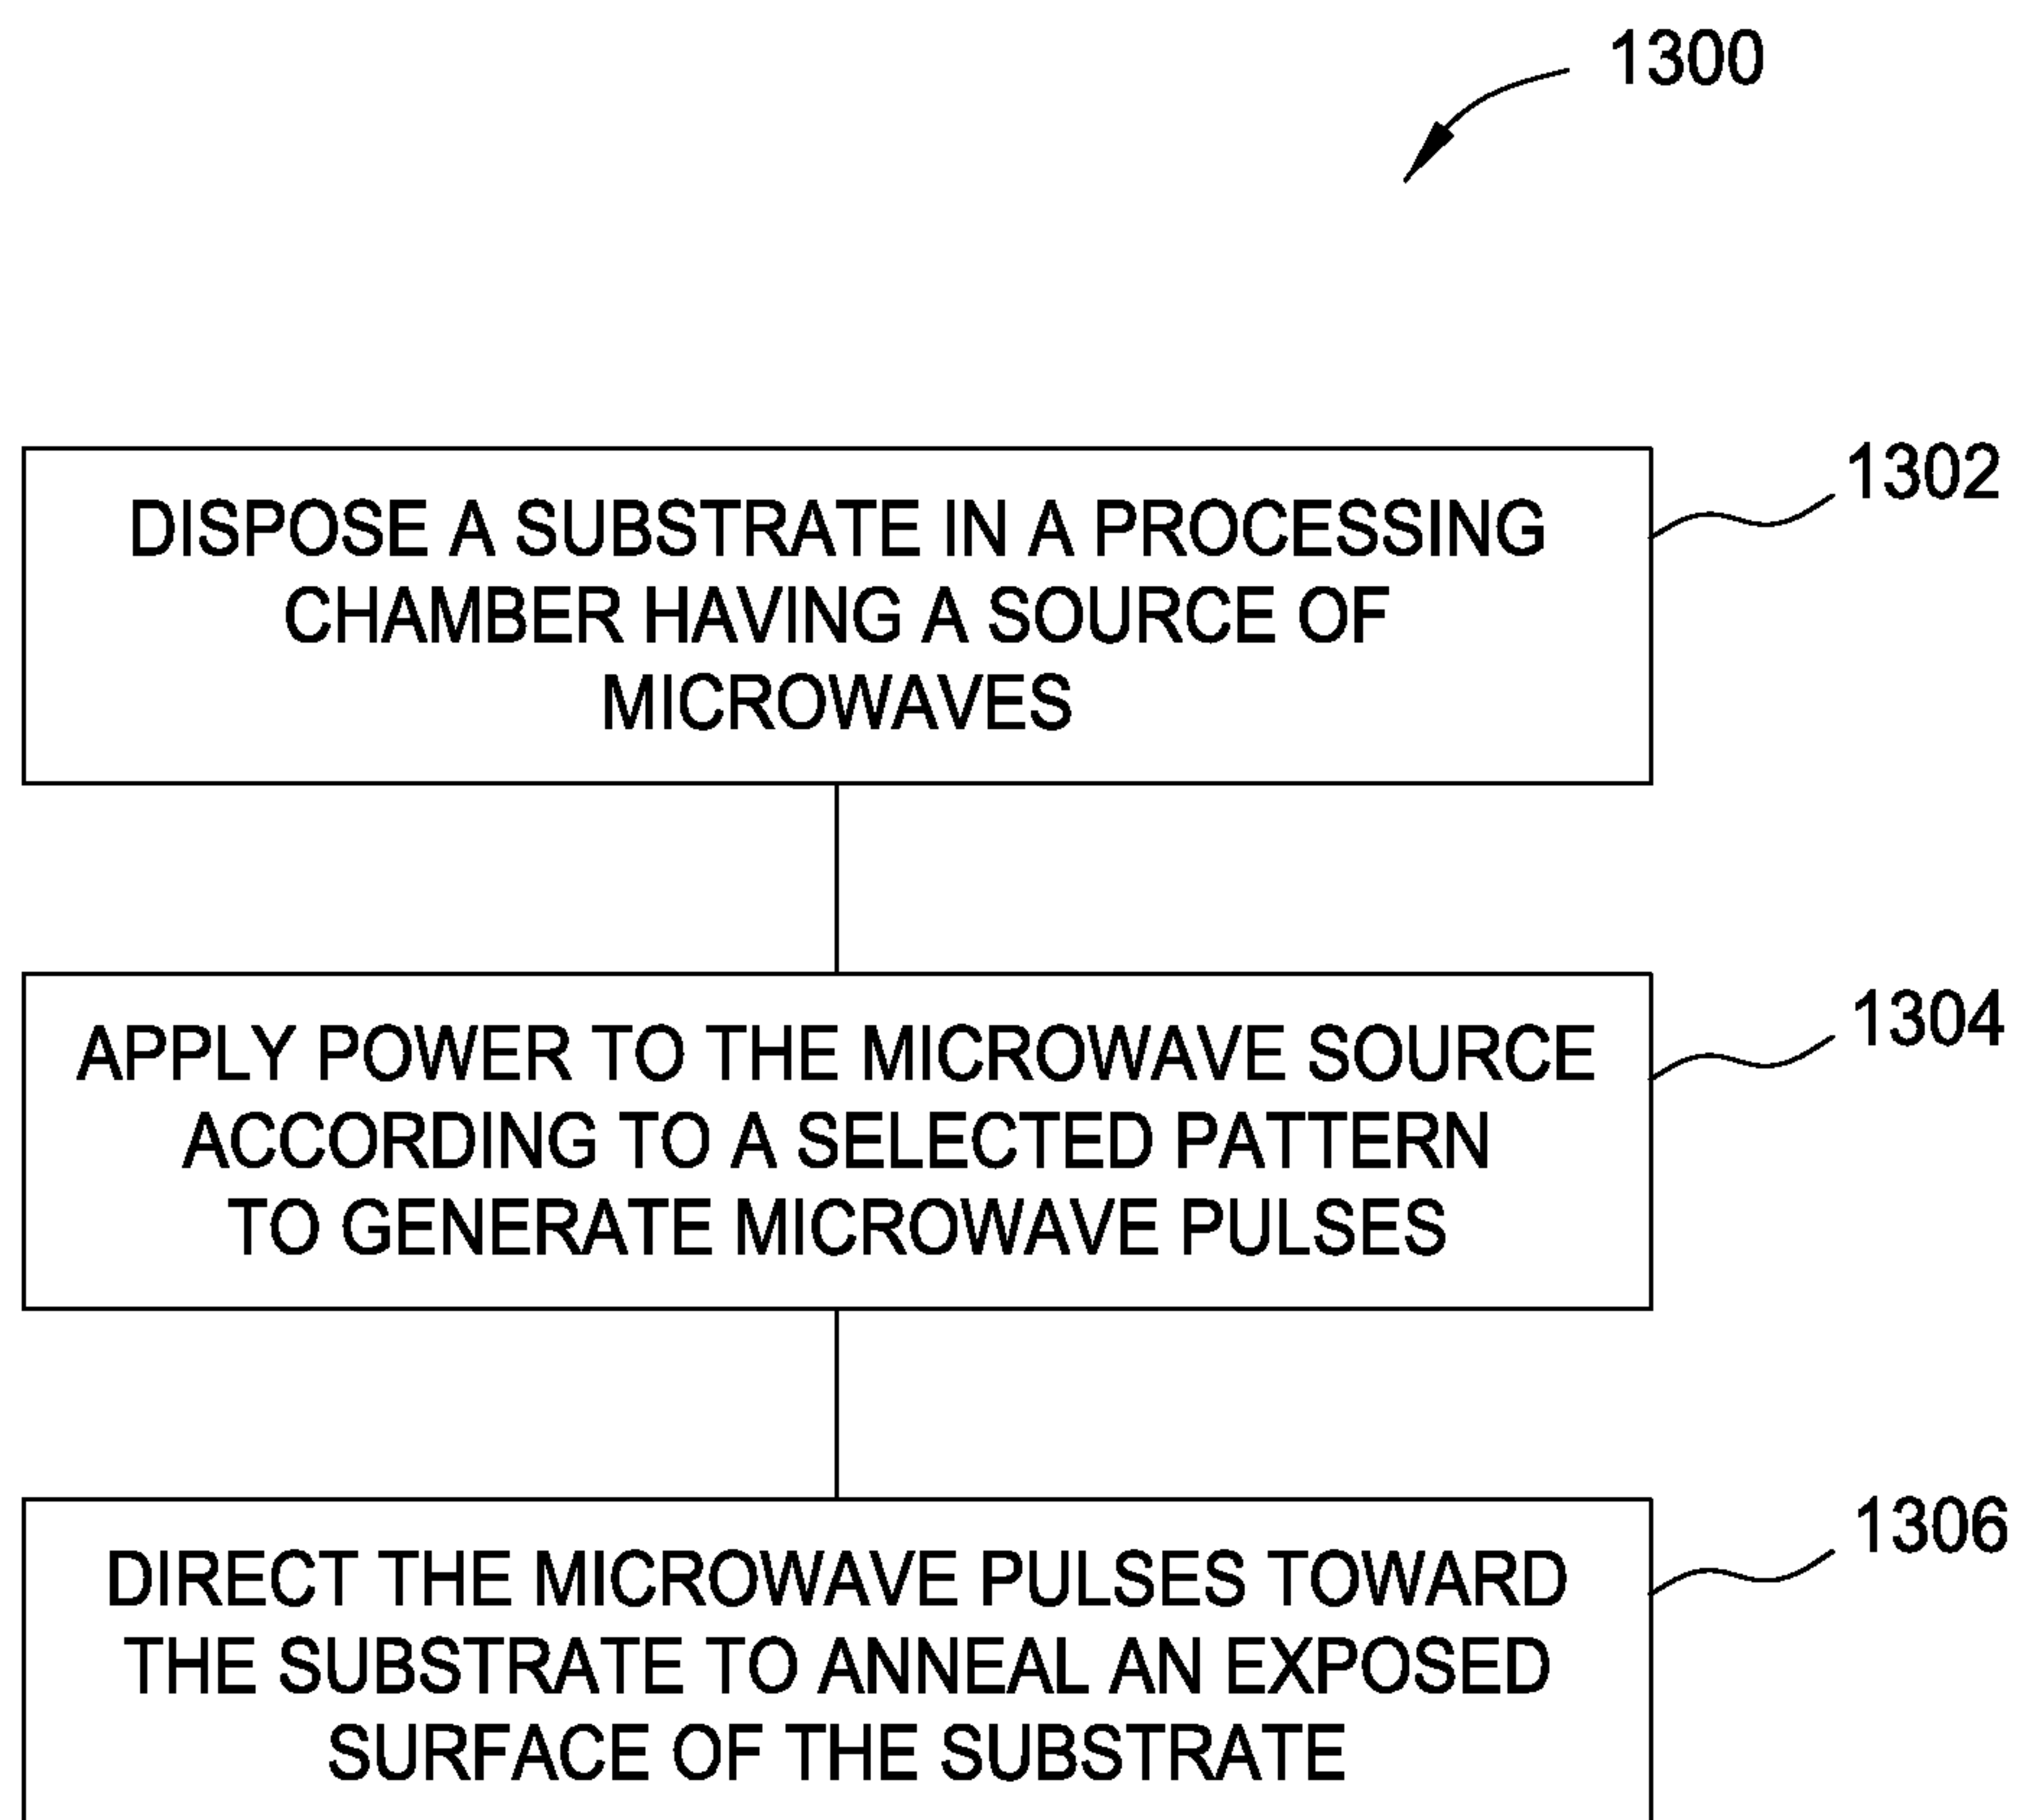 1300
DISPOSE A SUBSTRATE IN A PROCESSING
CHAMBER HAVING A SOURCE OF
MICROWAVES
1302
APPLY POWER TO THE MICROWAVE SOURCE
ACCORDING TO A SELECTED PATTERN
TO GENERATE MICROWAVE PULSES
1304
DIRECT THE MICROWAVE PULSES TOWARD
THE SUBSTRATE TO ANNEAL AN EXPOSED
SURFACE OF THE SUBSTRATE
1306